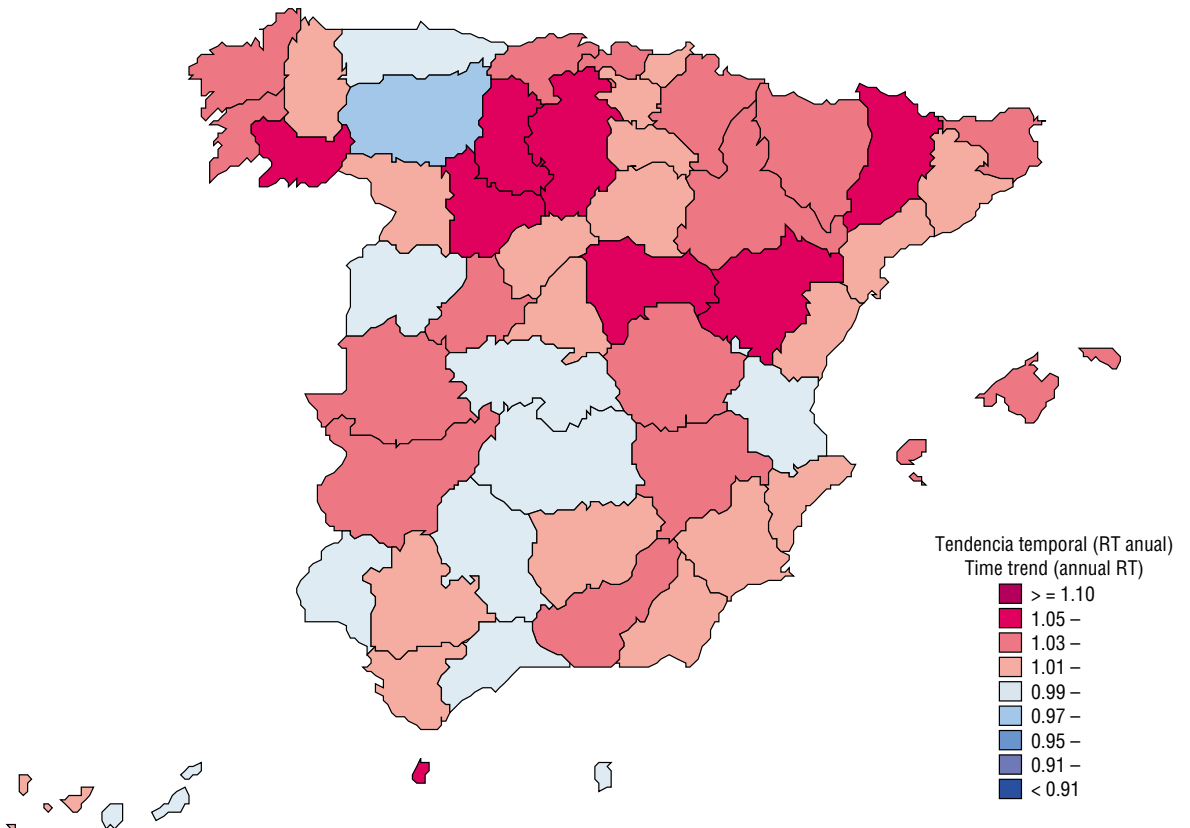 Tendencia temporal (RT anual)
Time trend (annual RT)
> = 1.10
1.05 –
1.03 –
1.01 –
0.99 –
0.97 –
0.95 –
0.91 –
< 0.91